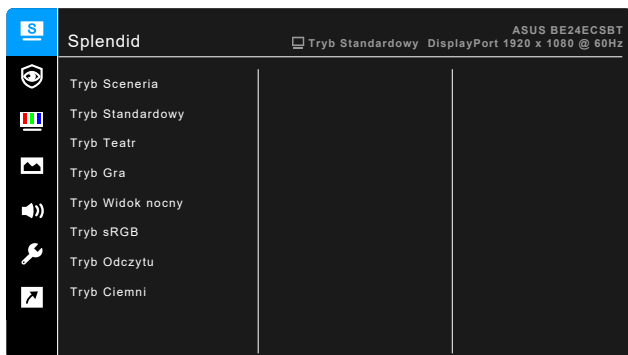 S
ASUS BE24ECSBT
Splendid
Tryb Standardowy DisplayPort 1920 x 1080 @ 60Hz
Tryb Sceneria
Tryb Standardowy
Tryb Teatr
Tryb Gra
Tryb Widok nocny
Tryb sRGB
Tryb Odczytu
Tryb Ciemni